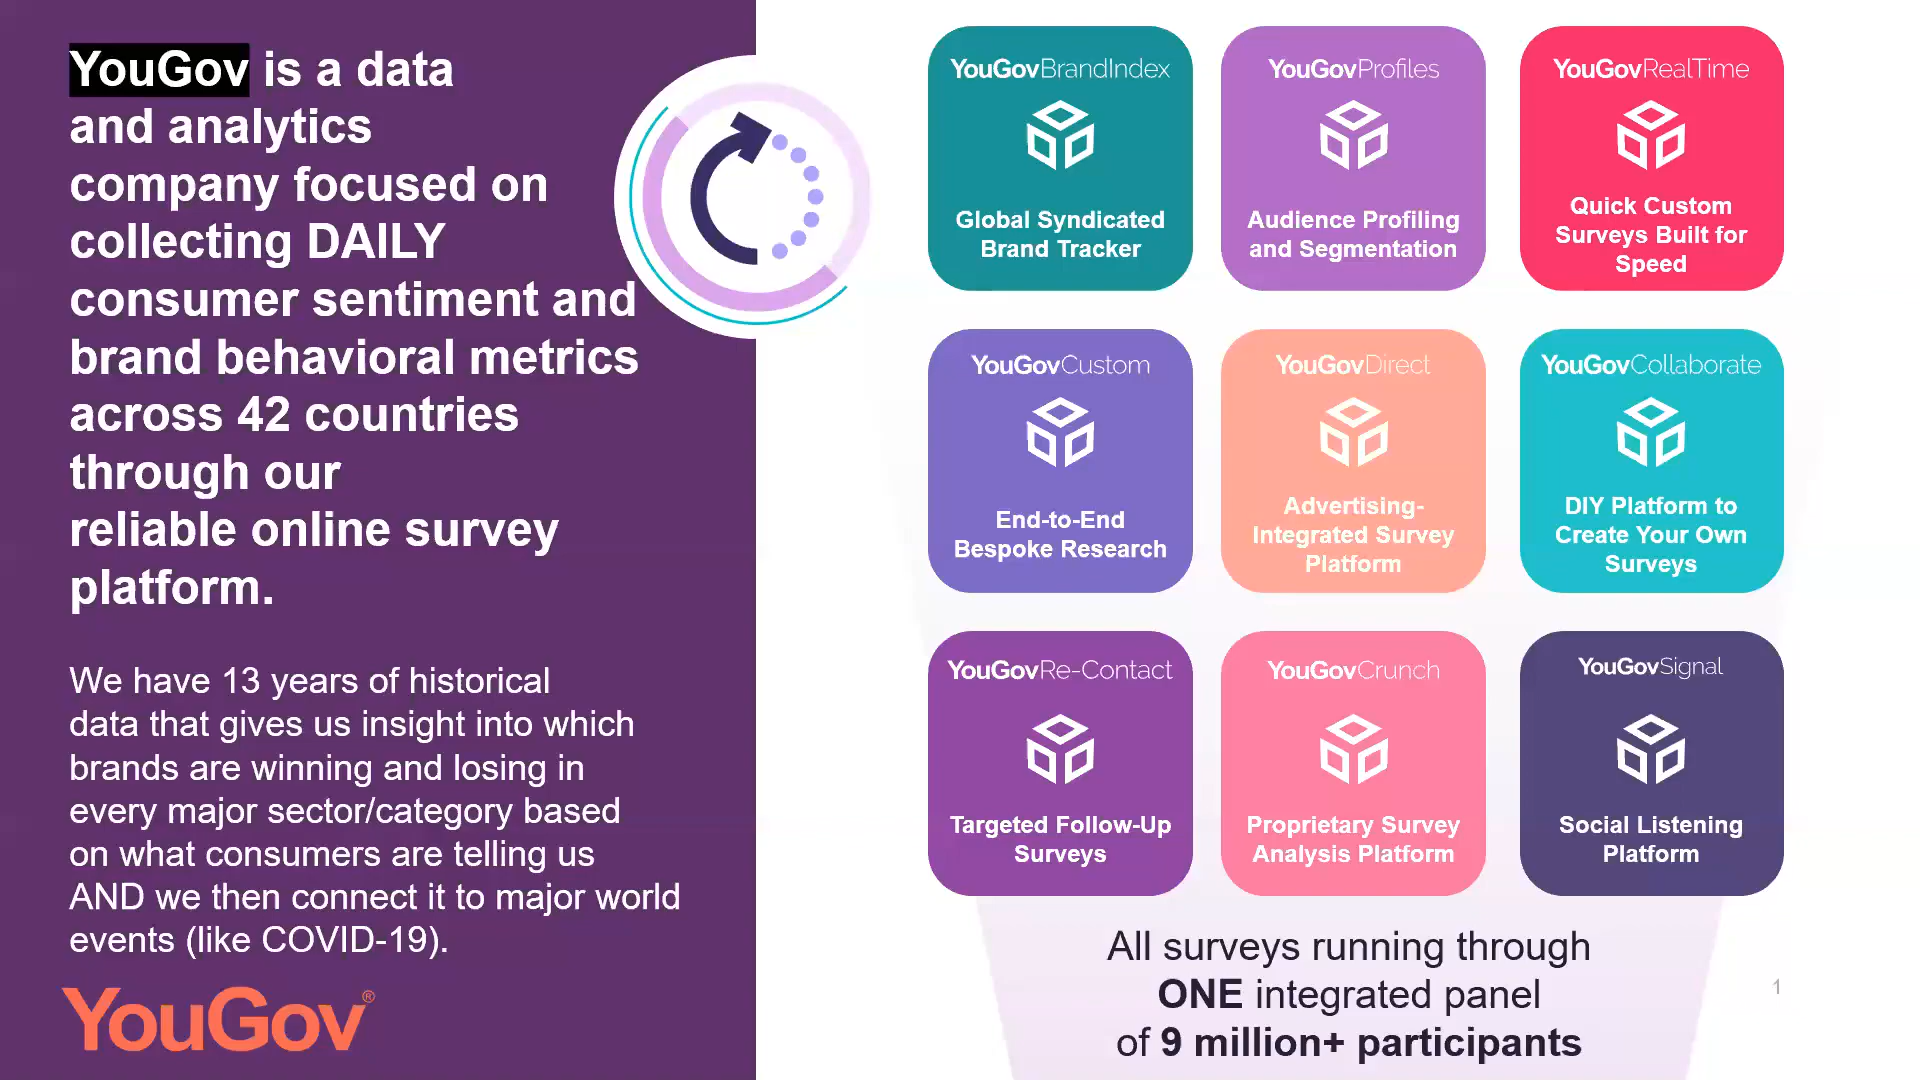 YouGov is a data
and analytics
company focused on
collecting DAILY
consumer sentiment and
brand behavioral metrics
across 42 countries
through our
reliable online survey
platform.
We have 13 years of historical
data that gives us insight into which
brands are winning and losing in
every major sector/category based
on what consumers are telling us
AND we then connect it to major world
events (like COVID-19).
YouGov®
YouGovBrandIndex
Global Syndicated
Brand Tracker
YouGovProfiles
Audience Profiling
and Segmentation
YouGovRealTime
Quick Custom
Surveys Built for
Speed
YouGovCustom
End-to-End
Bespoke Research
YouGovDirect
Advertising-
Integrated Survey
Platform
YouGovCollaborate
DIY Platform to
Create Your Own
Surveys
YouGovRe-Contact
Targeted Follow-Up
Surveys
YouGovCrunch
Proprietary Survey
Analysis Platform
YouGovSignal
Social Listening
Platform
All surveys running through
ONE integrated panel
of 9 million+ participants
1